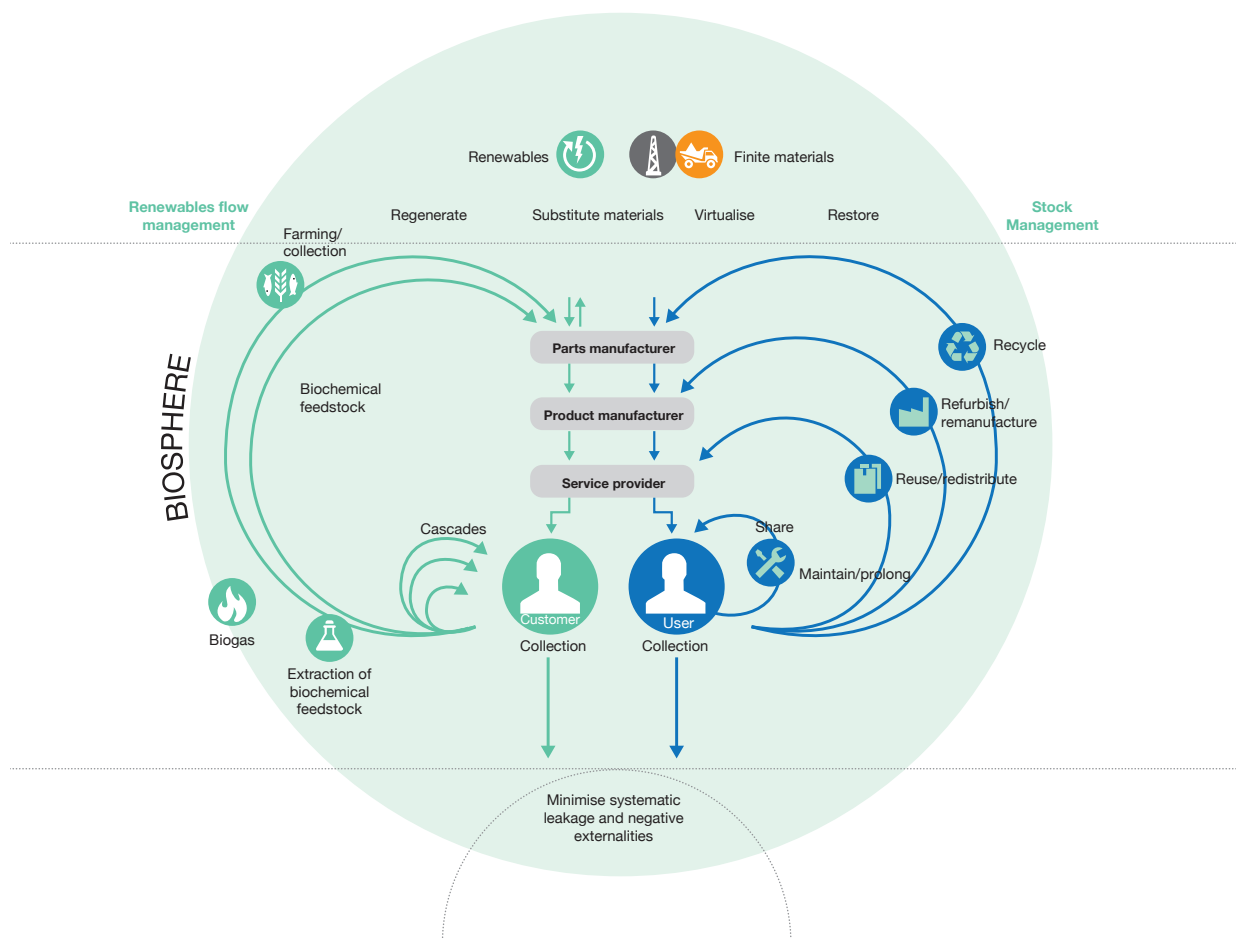 Renewables
Finite materials
Renewables flow
management
Regenerate
Substitute materials
Virtualise
Restore
Stock
Management
Farming/
collection
Parts manufacturer
Recycle
BIOSPHERE
Biochemical
feedstock
Product manufacturer
Refurbish/
remanufacture
Service provider
Reuse/redistribute
Cascades
Share
Maintain/prolong
Customer
User
Biogas
Collection
Collection
Extraction of
biochemical
feedstock
Minimise systematic
leakage and negative
externalities